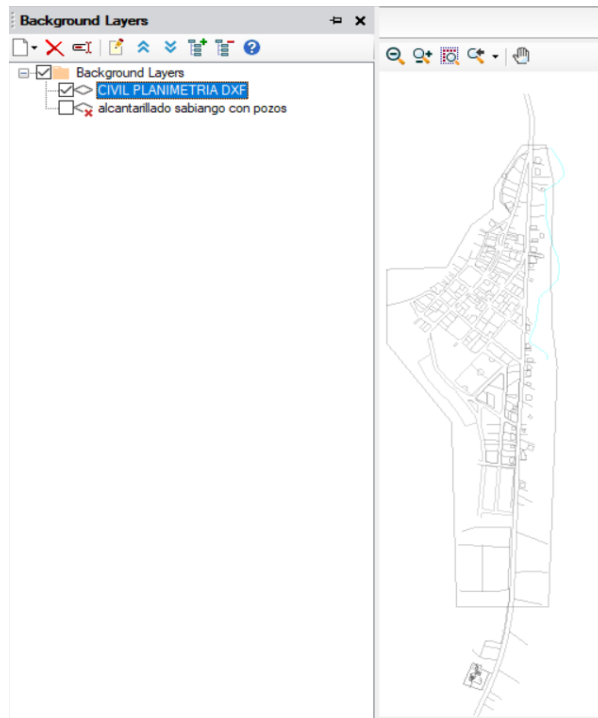 Background Layers
Background Layers
CIVIL PLANIMETRIA DXF
alcantarillado sabiango con pozos